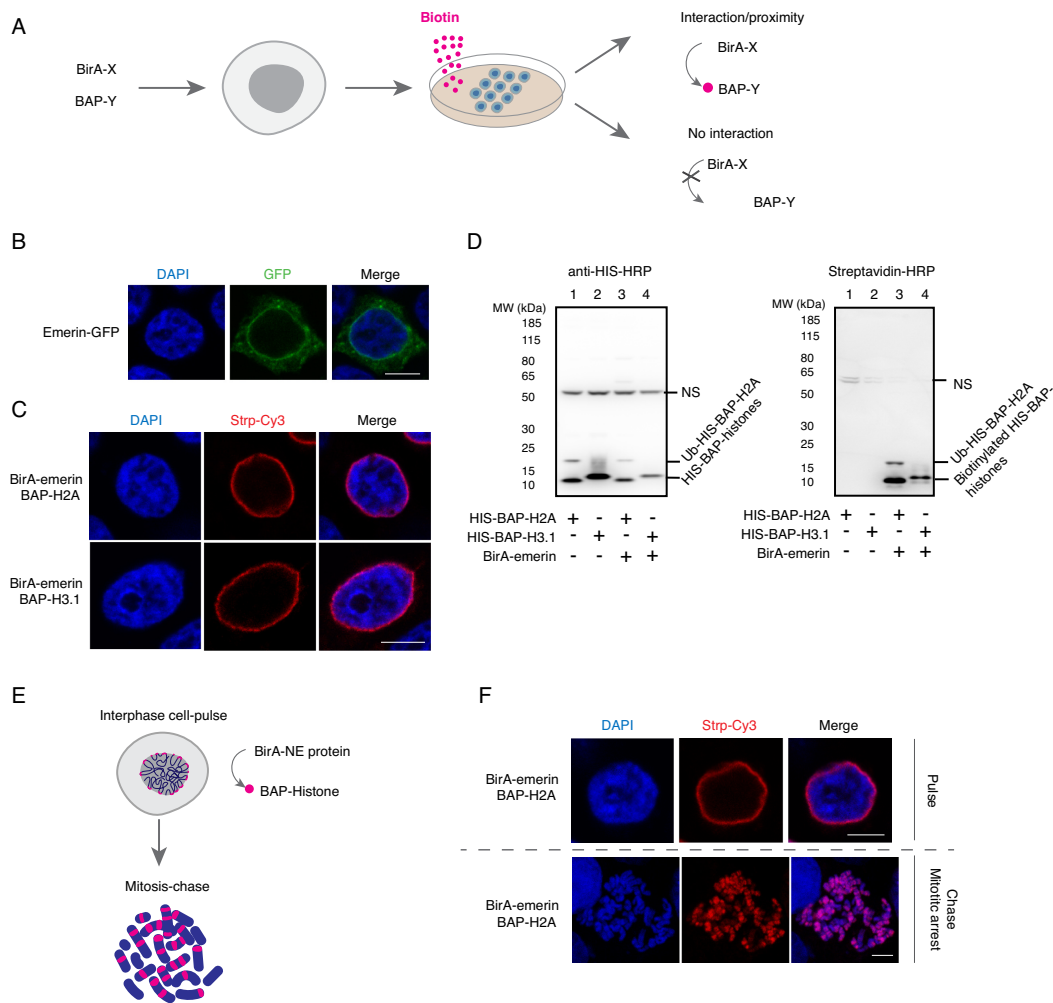 A
BirA-X
BAP-Y
Biotin
Interaction/proximity
BirA-X
BAP-Y
No interaction
BirA-X
BAP-Y
B
DAPI
GFP
Merge
Emerin-GFP
C
DAPI
Strp-Cy3
Merge
BirA-emerin
BAP-H2A
BirA-emerin
BAP-H3.1
D
anti-HIS-HRP
1 2 3 4
MW (kDa)
185
115
80
65
50
30
25
15
10
NS
Ub-HIS-BAP-H2A
HIS-BAP-histones
HIS-BAP-H2A + - + -
HIS-BAP-H3.1 - + - +
BirA-emerin - - + +
Streptavidin-HRP
1 2 3 4
MW (kDa)
185
115
80
65
50
30
25
15
10
NS
Ub-HIS-BAP-H2A
Biotinylated HIS-BAP-
histones
HIS-BAP-H2A + - + -
HIS-BAP-H3.1 - + - +
BirA-emerin - - + +
E
Interphase cell-pulse
BirA-NE protein
BAP-Histone
Mitosis-chase
F
DAPI
Strp-Cy3
Merge
BirA-emerin
BAP-H2A
Pulse
BirA-emerin
BAP-H2A
Chase
Mitotitc arrest